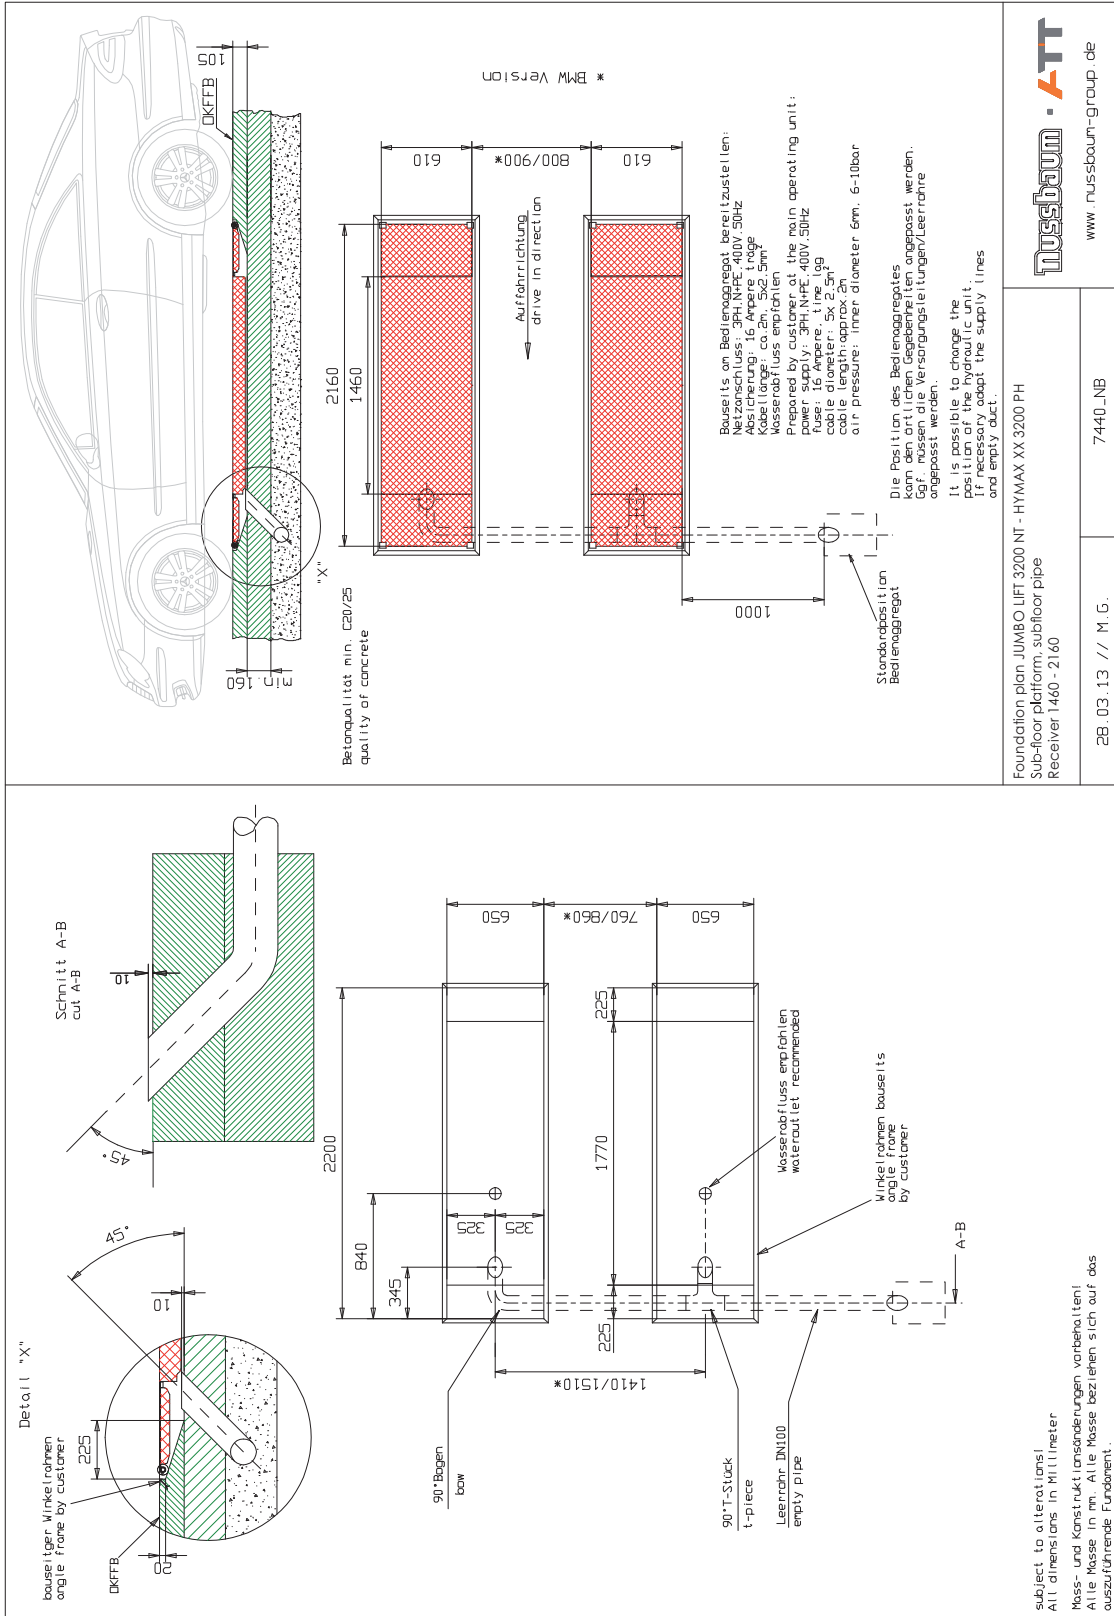 Detail "X"
bauseitger Winkelrahmen
angle frame by customer
OKFFB
20
225
10
45°
Schnitt A-B
cut A-B
45°
10
2200
840
345
325
325
650
760/860*
650
225
1770
225
1410/1510*
90°Bogen
bow
90°T-Stück
t-piece
Leerrohr DN100
empty pipe
Wasserabfluss empfohlen
wateroutlet recommended
Winkelrahmen bauseits
angle frame
by customer
A-B
subject to alterations!
All dimensions in Millimeter
Mass- und Konstruktionsänderungen vorbehalten!
Alle Masse in mm. Alle Masse beziehen sich auf das
auszuführende Fundament.
105
OKFFB
min.160
"X"
Betonqualität min. C20/25
quality of concrete
* BMW Version
2160
1460
610
800/900*
610
Auffahrrichtung
drive in direction
1000
Standardposition
Bedienaggregat
Bauseits am Bedienaggregat bereitzustellen:
Netzanschluss: 3PH,N+PE,400V,50Hz
Absicherung: 16 Ampere träge
Kabellänge: ca.2m, 5x2.5mm²
Wasserabfluss empfohlen
Prepared by customer at the main operating unit:
power supply: 3PH,N+PE,400V,50Hz
fuse: 16 Ampere, time lag
cable diameter: 5x 2.5m²
cable length:approx.2m
air pressure: inner diameter 6mm, 6-10bar
Die Position des Bedienaggregates
kann den örtlichen Gegebenheiten angepasst werden.
Ggf. müssen die Versorgungsleitungen/Leerrohre
angepasst werden.
It is possible to change the
position of the hydraulic unit.
If necessary adapt the supply lines
and empty duct.
Foundation plan JUMBO LIFT 3200 NT - HYMAX XX 3200 PH
Sub-floor platform, subfloor pipe
Receiver 1460 - 2160
28.03.13 // M.G.
7440_NB
nussbaum · ATT
www.nussbaum-group.de